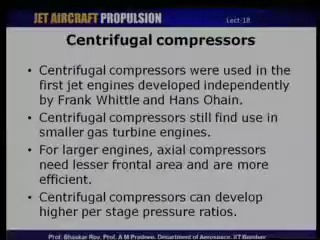 JET AIRCRAFT PROPULSION
Lect-18
Centrifugal compressors
• Centrifugal compressors were used in the
first jet engines developed independently
by Frank Whittle and Hans Ohain.
• Centrifugal compressors still find use in
smaller gas turbine engines.
• For larger engines, axial compressors
need lesser frontal area and are more
efficient.
• Centrifugal compressors can develop
higher per stage pressure ratios.
Prof. Bhaskar Roy, Prof. A M Pradeep, Department of Aerospace, IIT Bombay